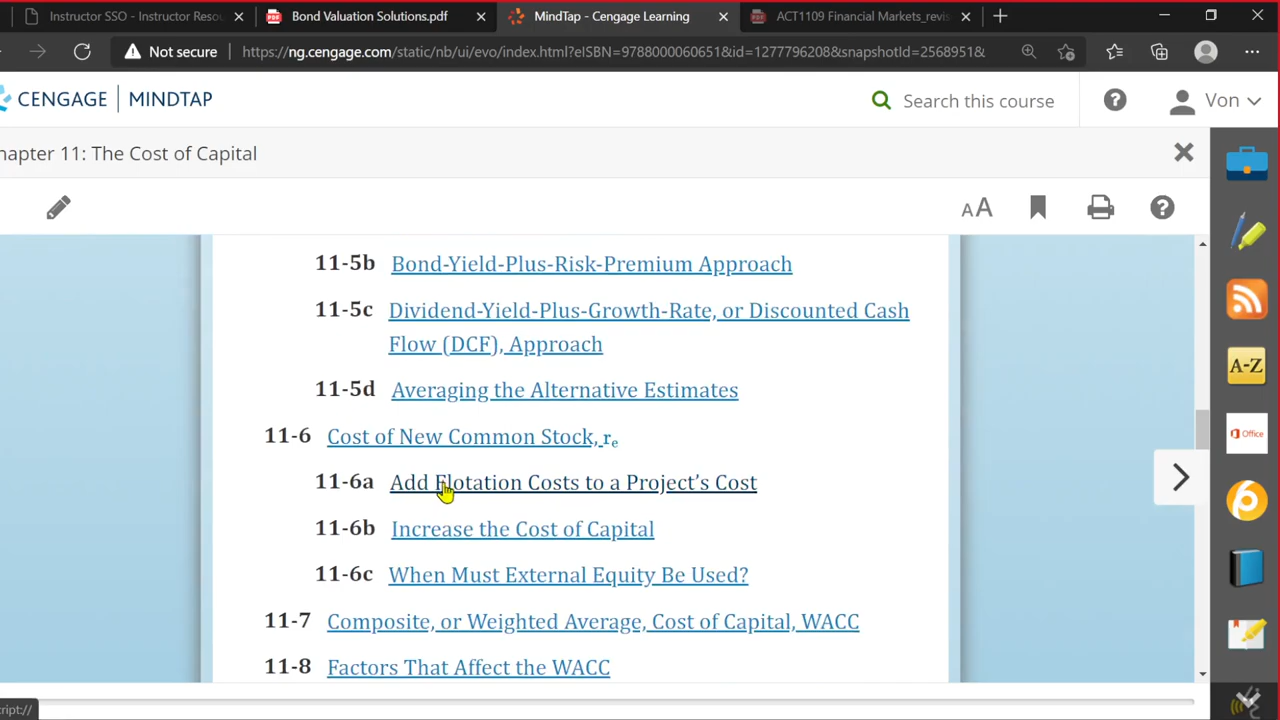 Instructor SSO - Instructor Resou
Bond Valuation Solutions.pdf
MindTap - Cengage Learning
ACT1109 Financial Markets_revis
Not secure
https://ng.cengage.com/static/nb/ui/evo/index.html?eISBN=9788000060651&id=1277796208&snapshotId=2568951&
CENGAGE | MINDTAP
Search this course
Von
hapter 11: The Cost of Capital
AA
11-5b Bond-Yield-Plus-Risk-Premium Approach
11-5c Dividend-Yield-Plus-Growth-Rate, or Discounted Cash
Flow (DCF), Approach
11-5d Averaging the Alternative Estimates
11-6 Cost of New Common Stock, re
11-6a Add Flotation Costs to a Project’s Cost
11-6b Increase the Cost of Capital
11-6c When Must External Equity Be Used?
11-7 Composite, or Weighted Average, Cost of Capital, WACC
11-8 Factors That Affect the WACC
A-Z
Office
cript://